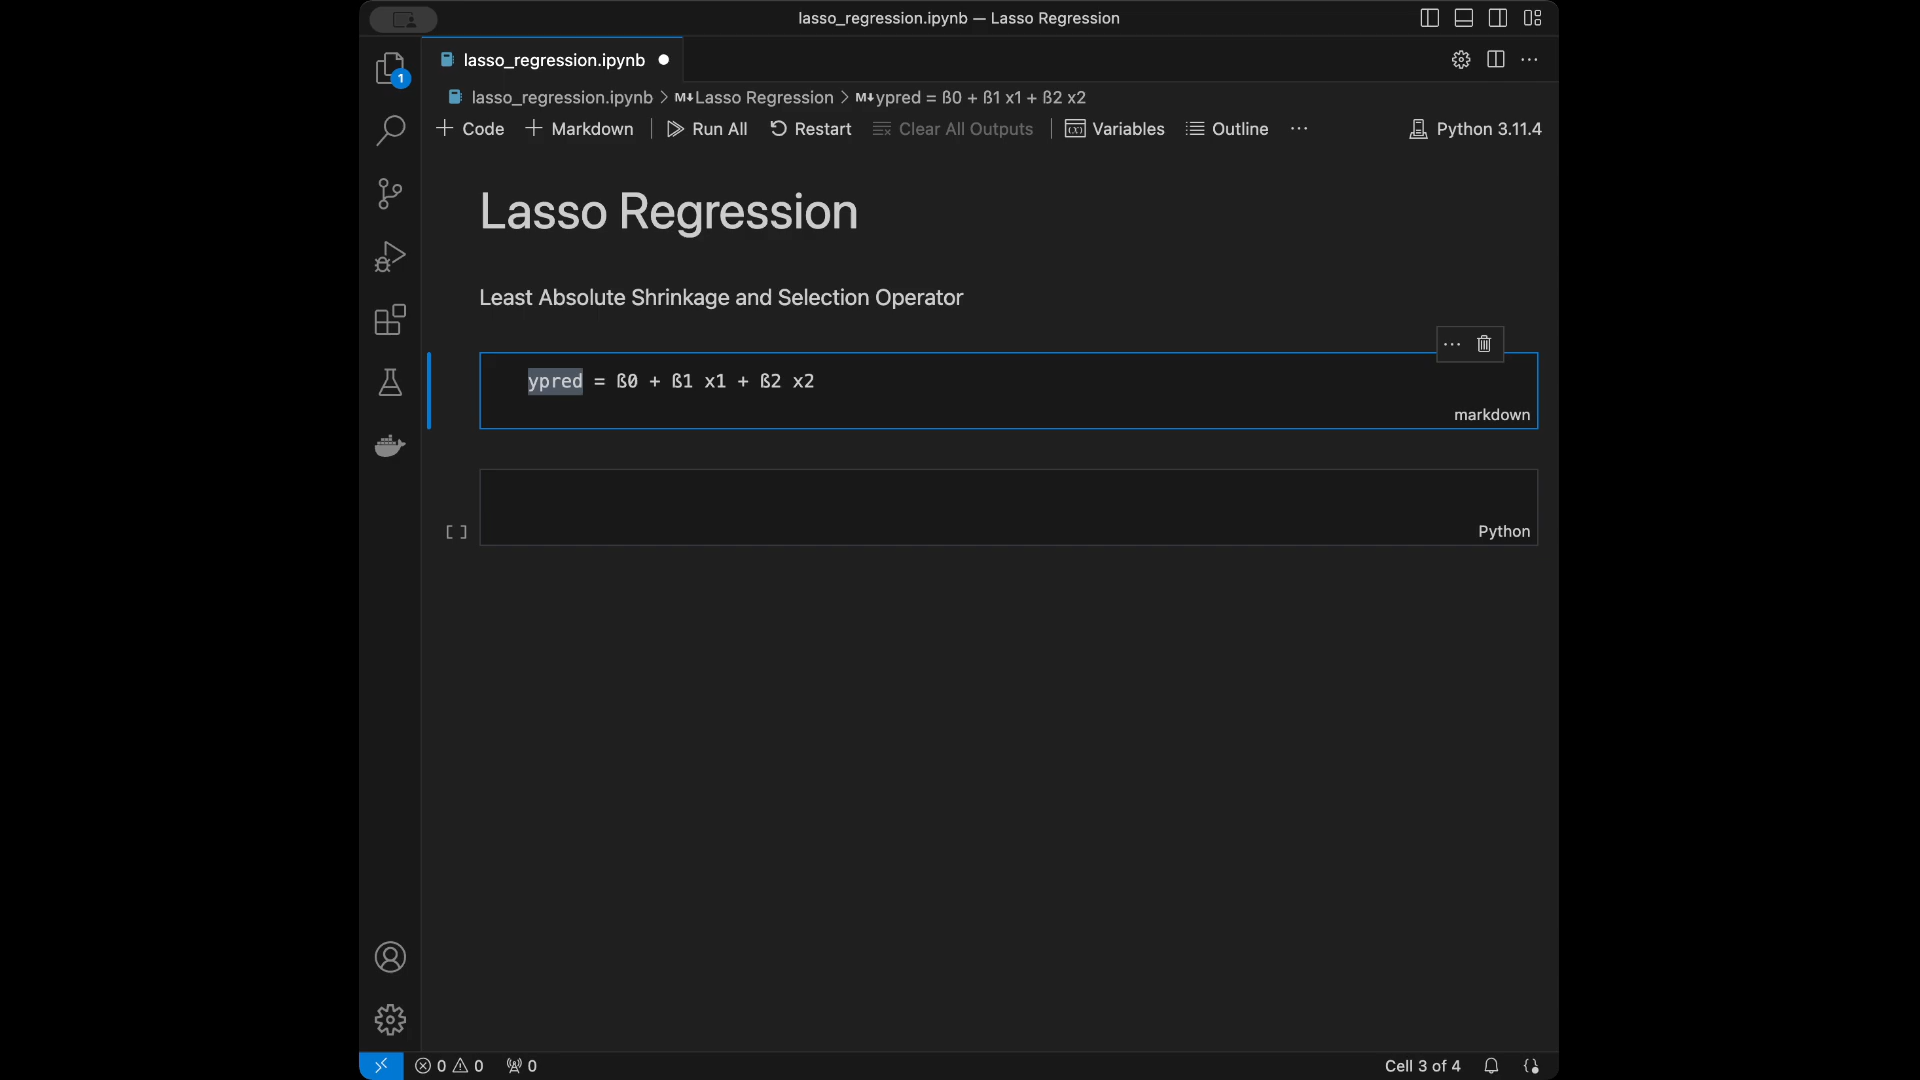 lasso_regression.ipynb — Lasso Regression
1
lasso_regression.ipynb
lasso_regression.ipynb > M↓ Lasso Regression > M↓ ypred = ß0 + ß1 x1 + ß2 x2
+ Code + Markdown | Run All Restart Clear All Outputs | Variables Outline ··· Python 3.11.4
Lasso Regression
Least Absolute Shrinkage and Selection Operator
ypred = ß0 + ß1 x1 + ß2 x2
markdown
[ ]
Python
0 0 0 Cell 3 of 4